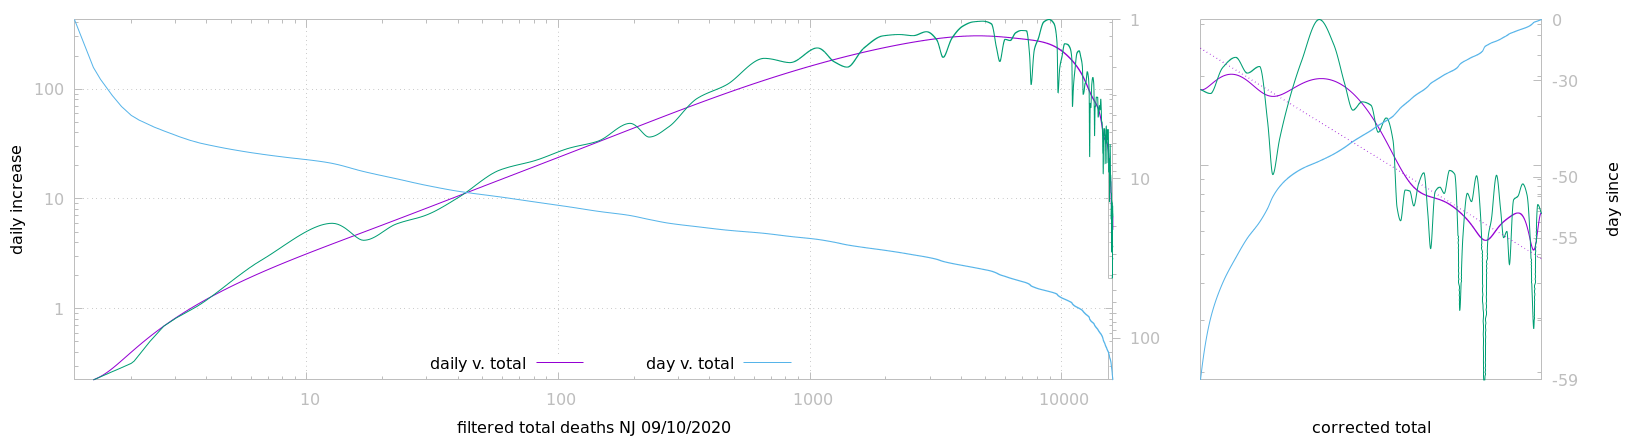 1
0
100
-30
daily increase
10
10
-50
day since
1
-55
daily v. total
day v. total
100
-59
10
100
1000
10000
filtered total deaths NJ 09/10/2020
corrected total